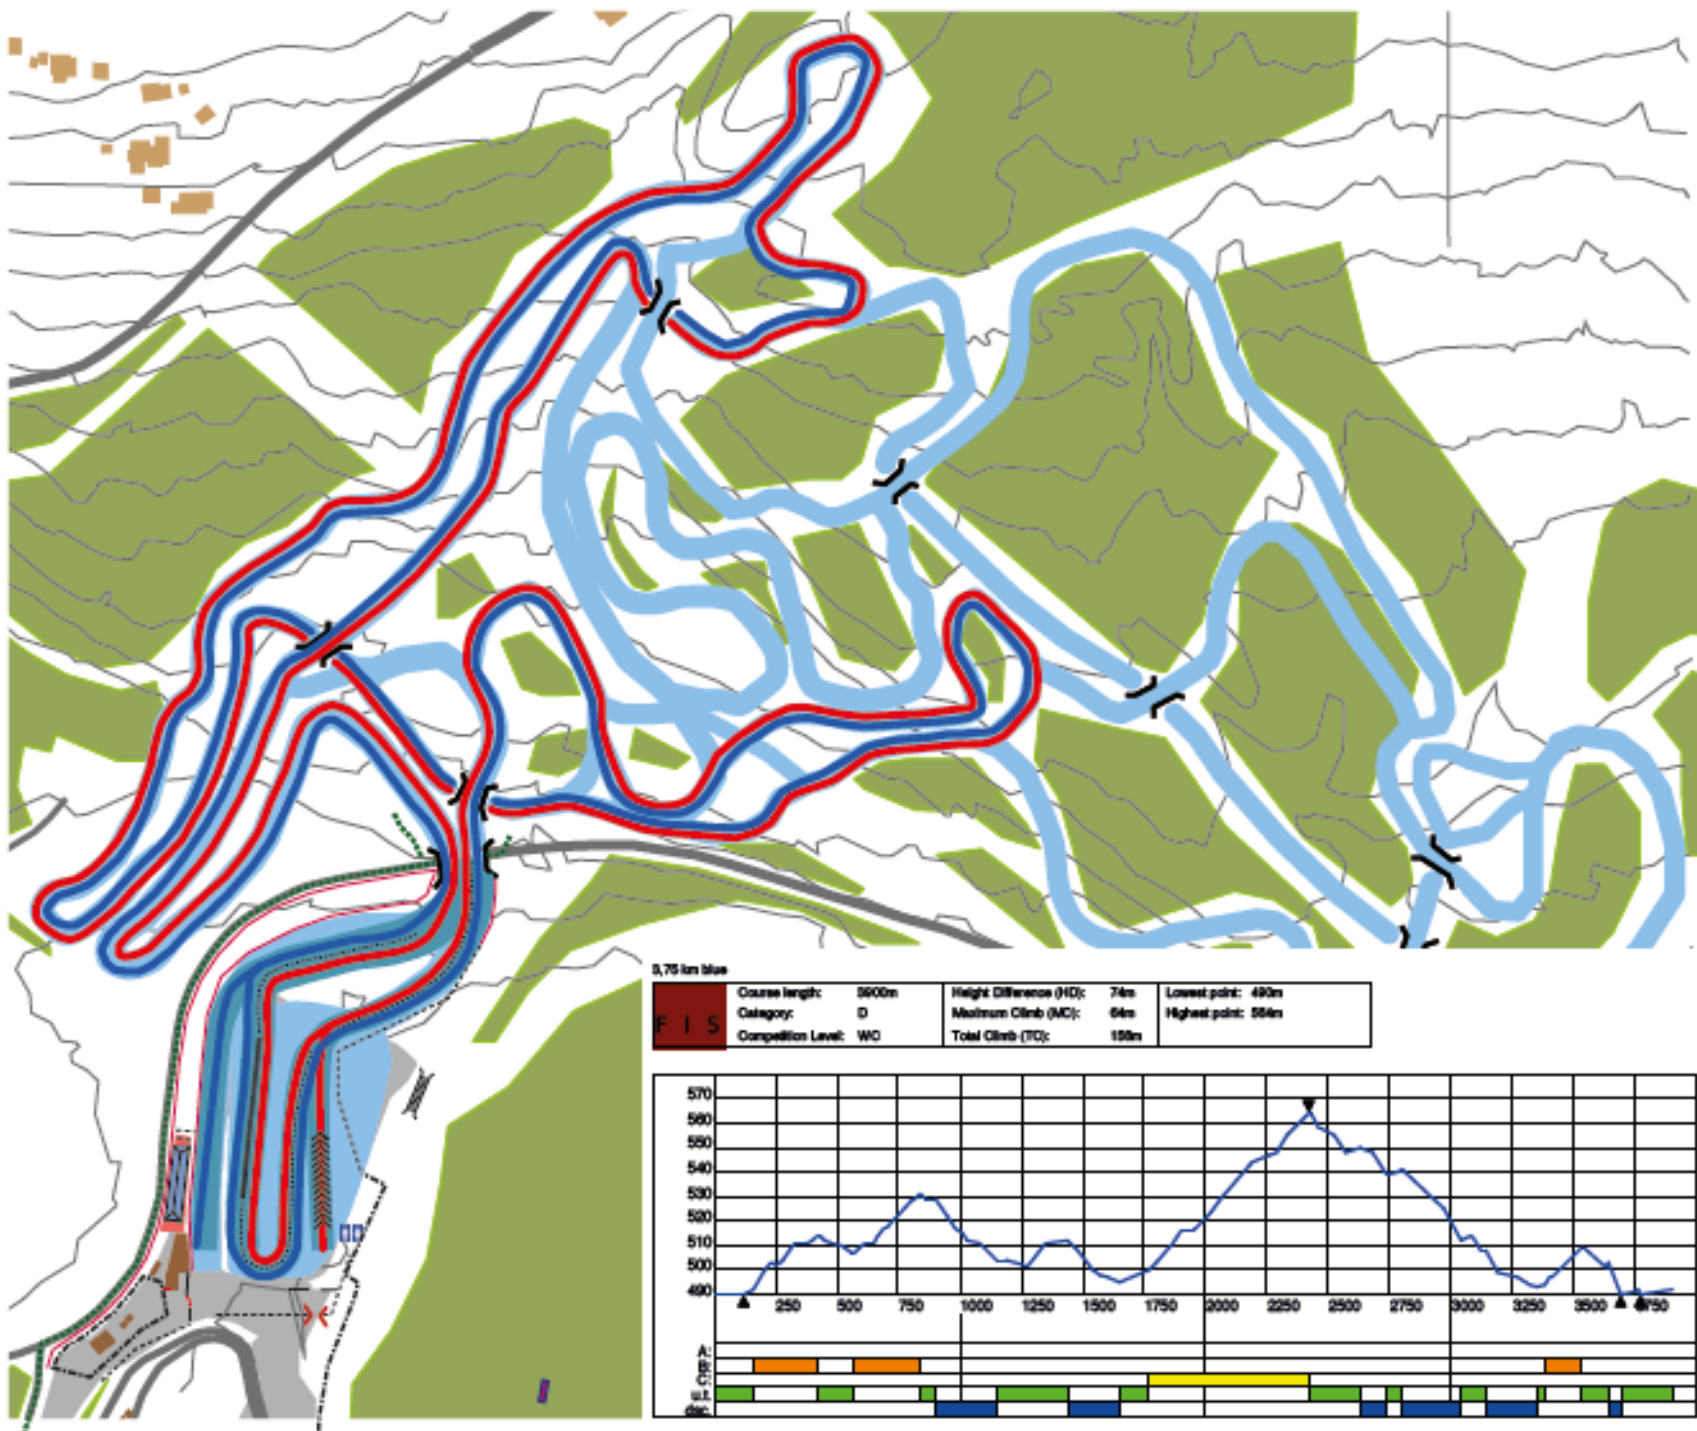 3,75 km blue
F I S
Course length: 3900m
Height Difference (HD): 74m
Lowest point: 490m
Category: D
Maximum Climb (MC): 64m
Highest point: 564m
Competition Level: WC
Total Climb (TC):
570
560
550
540
530
520
510
500
490
250 500 750 1000 1250 1500 1750 2000 2250 2500 2750 3000 3250 3500 3750
A:
B:
C:
u.t.
dsc.